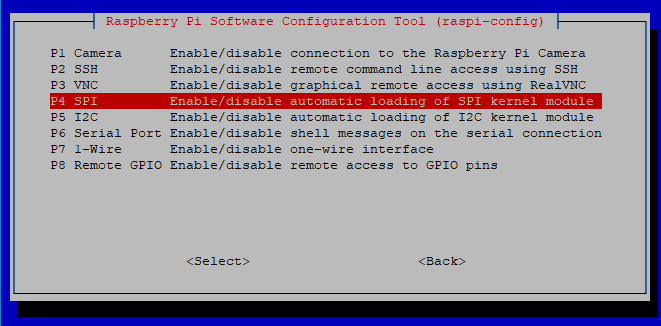 Raspberry Pi Software Configuration Tool (raspi-config)
P1 Camera Enable/disable connection to the Raspberry Pi Camera
P2 SSH Enable/disable remote command line access using SSH
P3 VNC Enable/disable graphical remote access using RealVNC
P4 SPI Enable/disable automatic loading of SPI kernel module
P5 I2C Enable/disable automatic loading of I2C kernel module
P6 Serial Port Enable/disable shell messages on the serial connection
P7 1-Wire Enable/disable one-wire interface
P8 Remote GPIO Enable/disable remote access to GPIO pins
<Select> <Back>